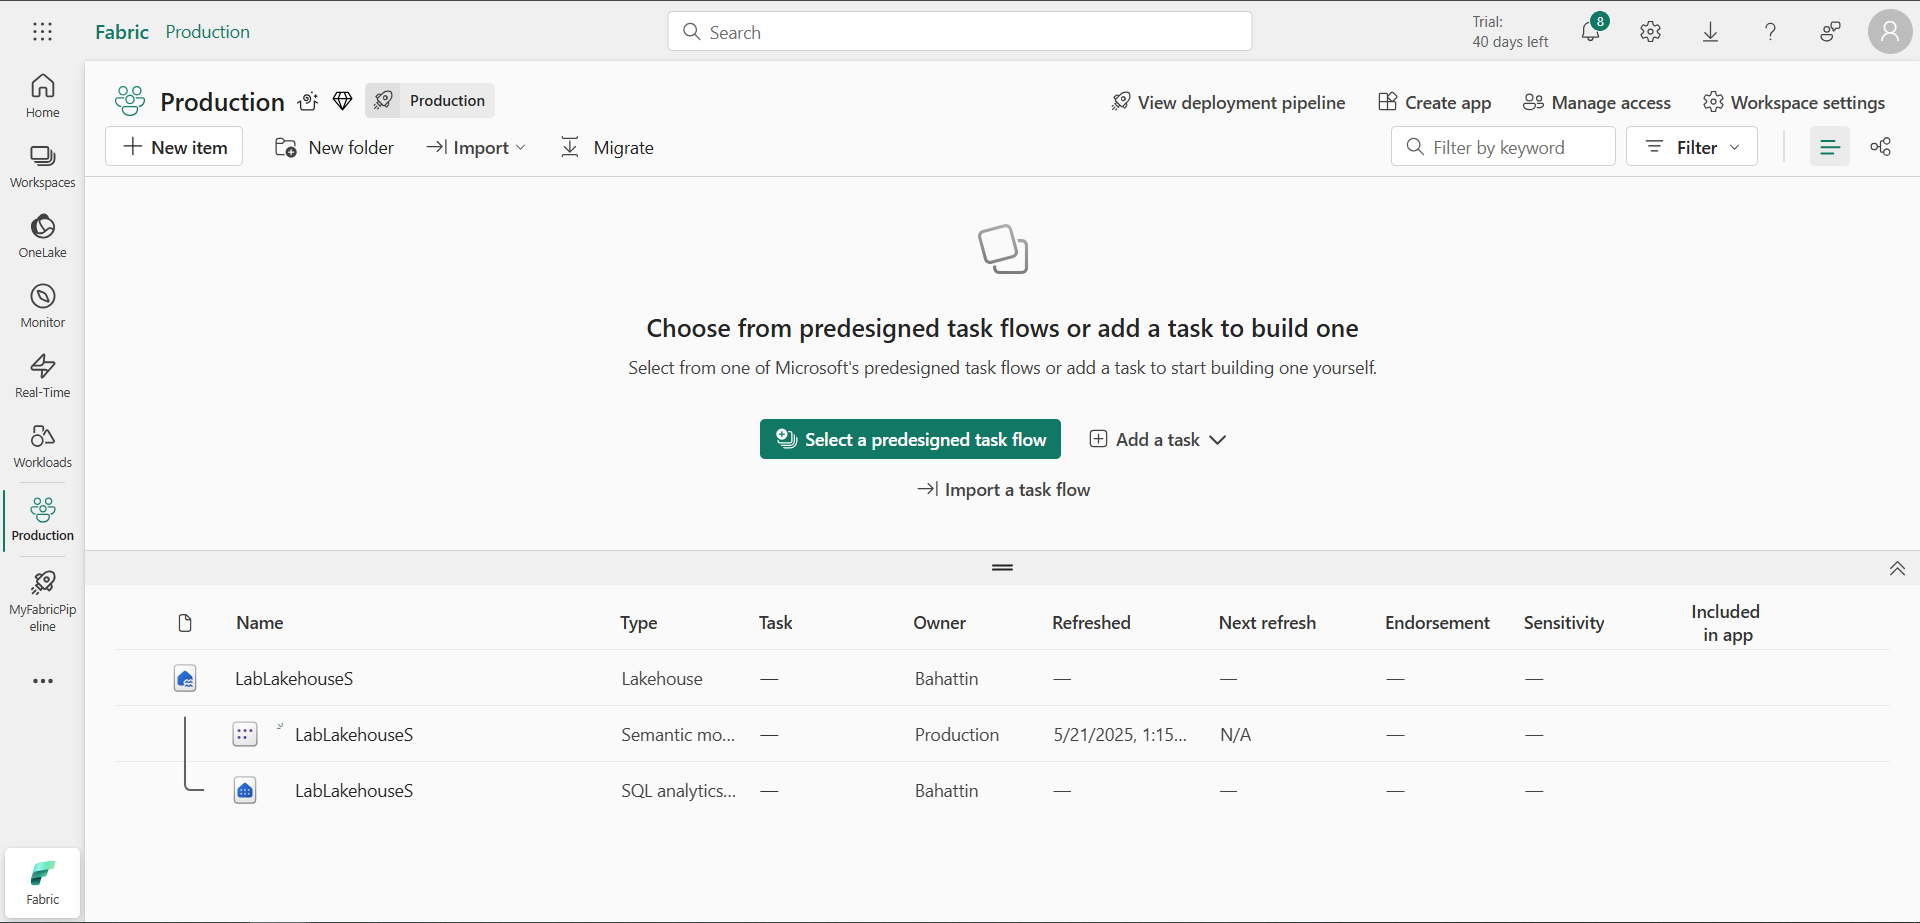 Fabric Production
Search
Trial:
40 days left
8
Home
Workspaces
OneLake
Monitor
Real-Time
Workloads
Production
MyFabricPip
eline
Fabric
Production
Production
View deployment pipeline
Create app
Manage access
Workspace settings
New item
New folder
Import
Migrate
Filter by keyword
Filter
Choose from predesigned task flows or add a task to build one
Select from one of Microsoft's predesigned task flows or add a task to start building one yourself.
Select a predesigned task flow
Add a task
Import a task flow
Name Type Task Owner Refreshed Next refresh Endorsement Sensitivity Included
in app
LabLakehouseS Lakehouse — Bahattin — — — —
LabLakehouseS Semantic mo... — Production 5/21/2025, 1:15... N/A — —
LabLakehouseS SQL analytics... — Bahattin — — — —